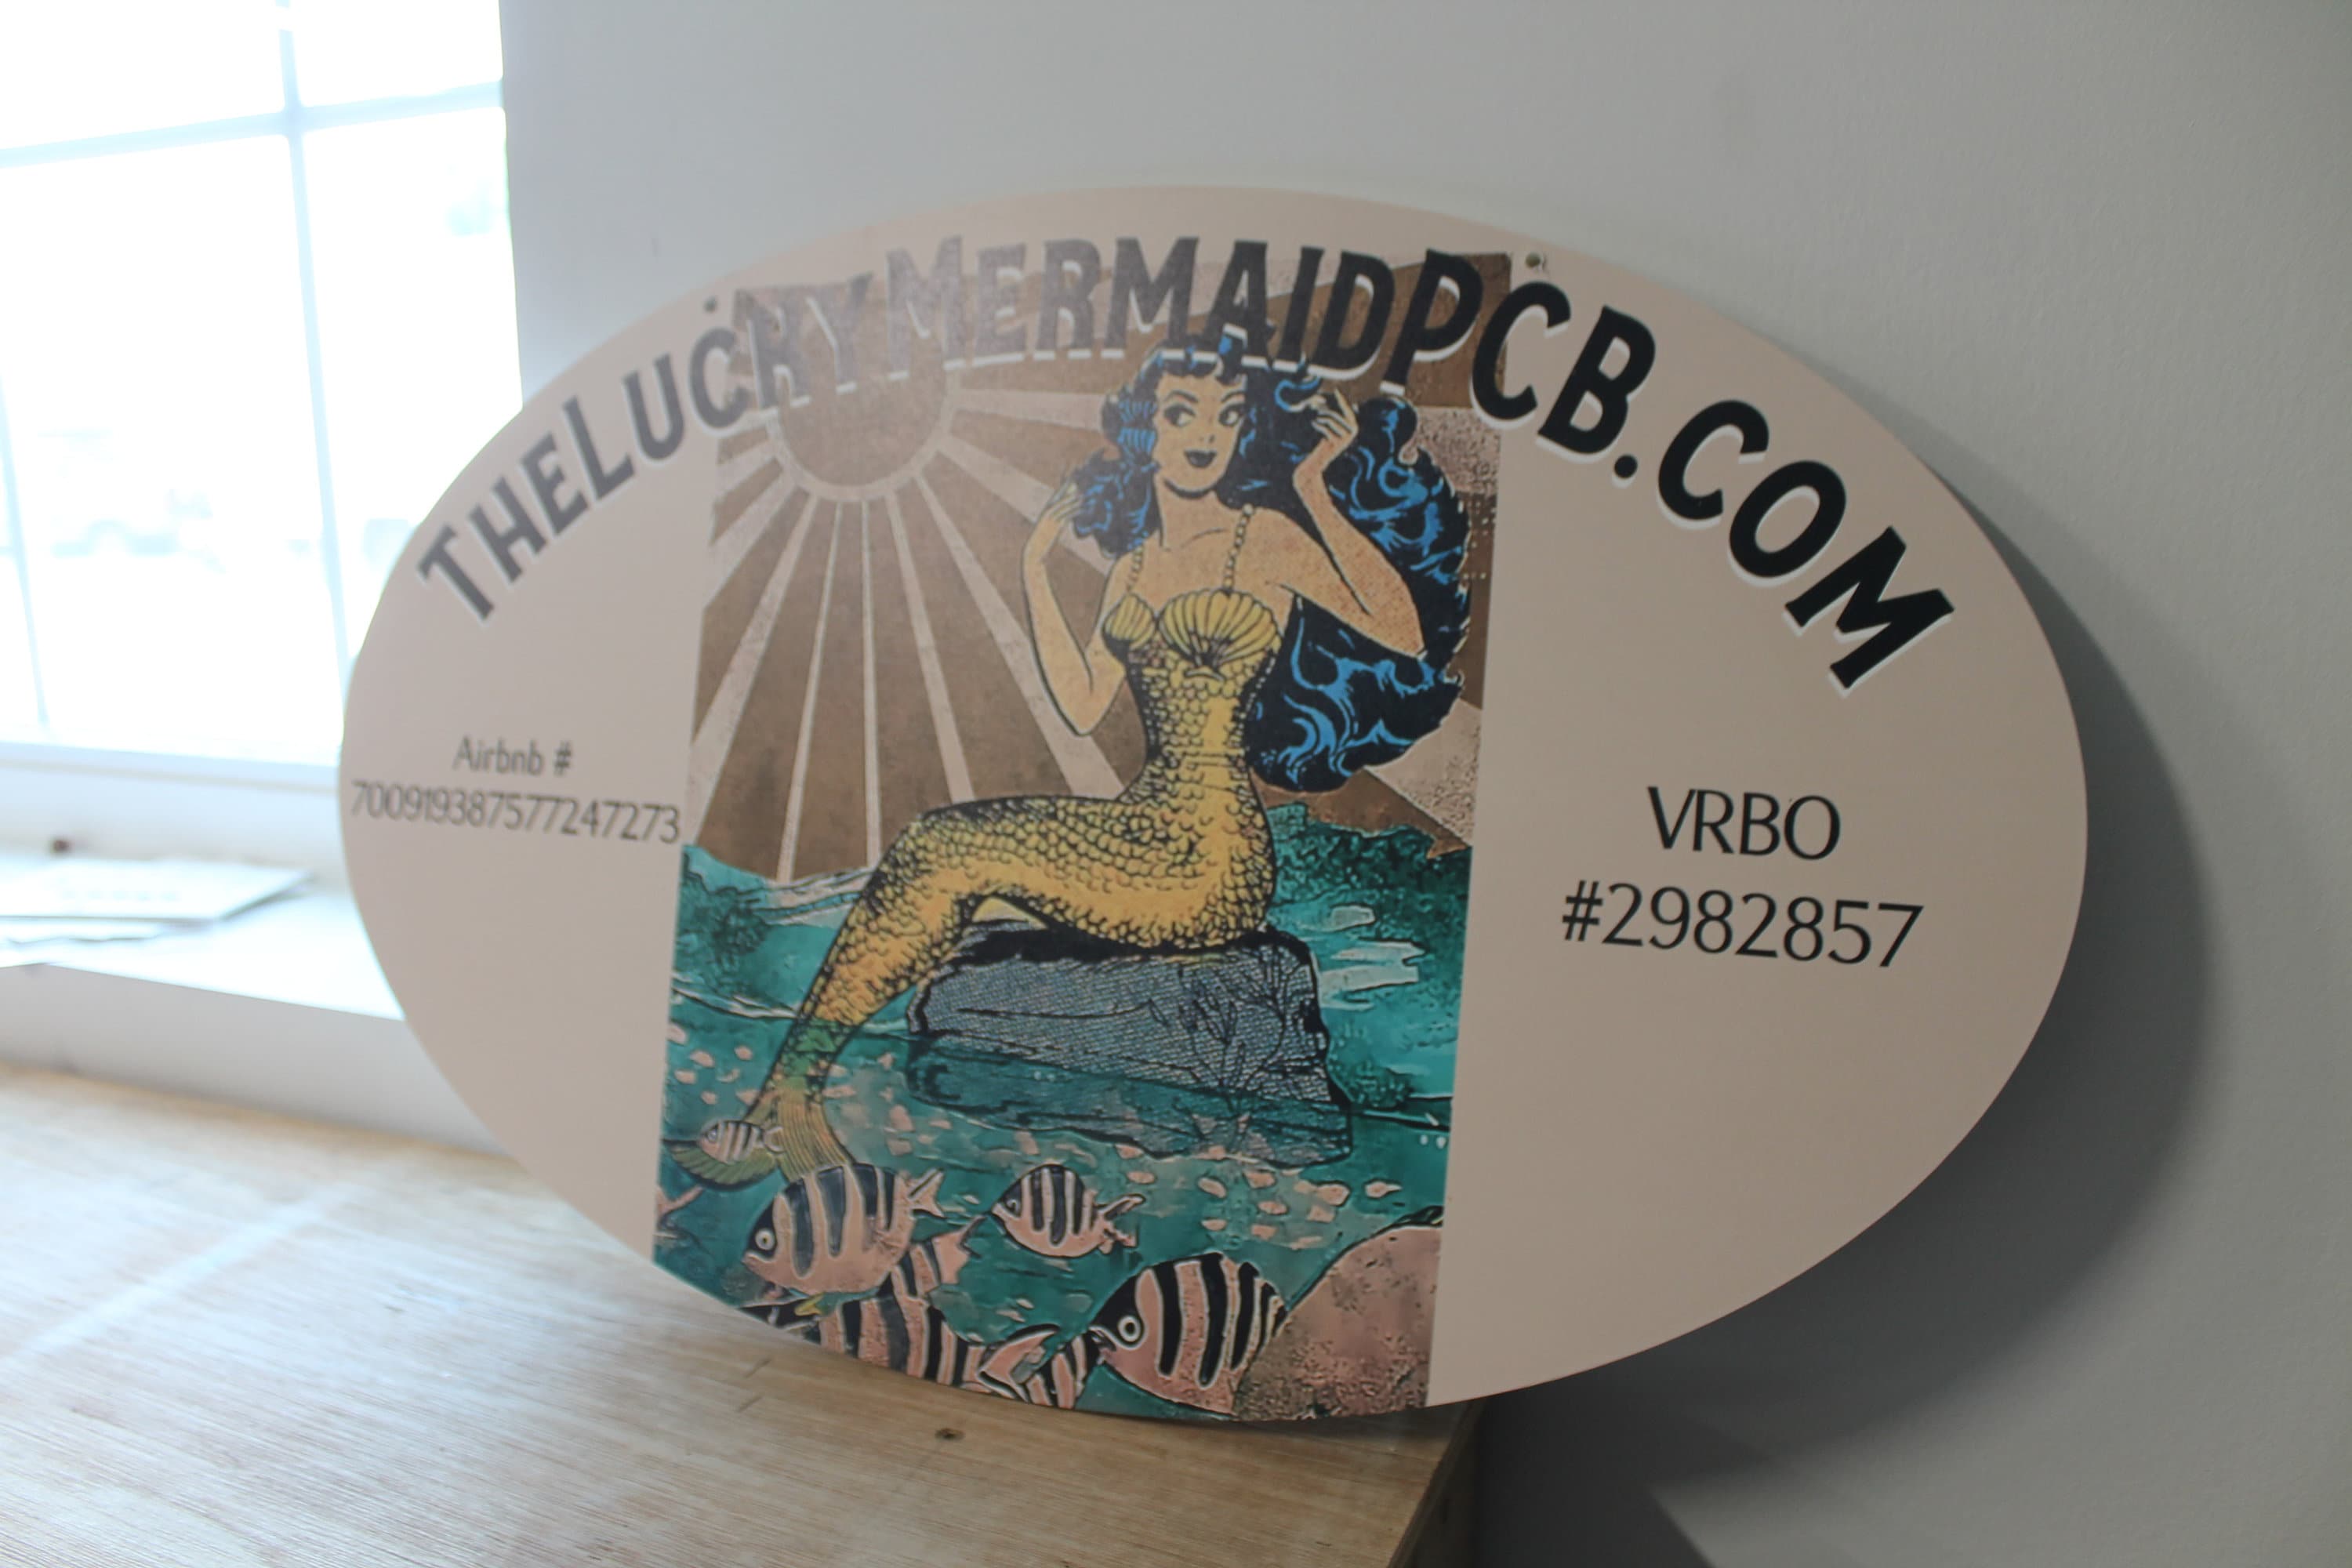 THELUCKYMERMAIDPCB.COM
Airbnb #
700919387577247273
VRBO
#2982857